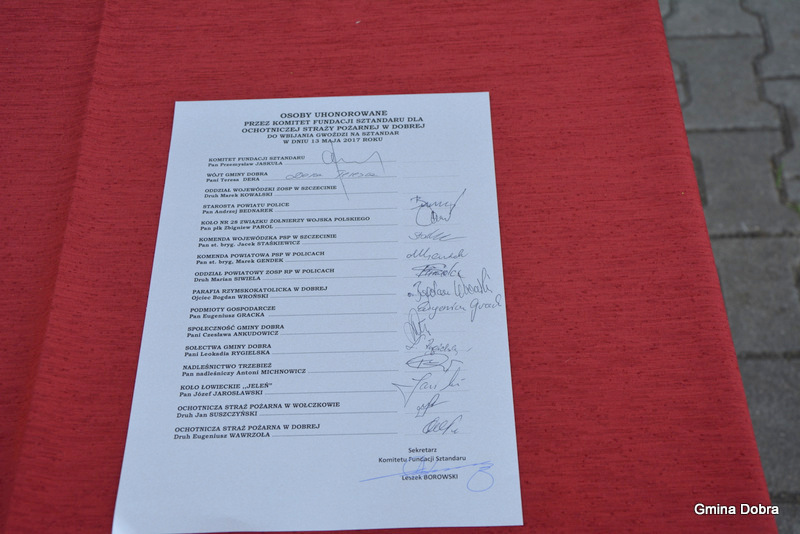 OSOBY UHONOROWANE
PRZEZ KOMITET FUNDACJI SZTANDARU DLA
OCHOTNICZEJ STRAŻY POŻARNEJ W DOBREJ
DO WBIJANIA GWOŹDZI NA SZTANDAR
W DNIU 13 MAJA 2017 ROKU
KOMITET FUNDACJI SZTANDARU
Pan Przemysław JASKUŁA
WÓJT GMINY DOBRA
Pani Teresa DERA
ODDZIAŁ WOJEWÓDZKI ZOSP W SZCZECINIE
Druh Marek KOWALSKI
STAROSTA POWIATU POLICE
Pan Andrzej BEDNAREK
KOŁO NR 28 ZWIĄZKU ŻOŁNIERZY WOJSKA POLSKIEGO
Pan płk Zbigniew PAROL
KOMENDA WOJEWÓDZKA PSP W SZCZECINIE
Pan st. bryg. Jacek STAŚKIEWICZ
KOMENDA POWIATOWA PSP W POLICACH
Pan st. bryg, Marek GENDEK
ODDZIAŁ POWIATOWY ZOSP RP W POLICACH
Druh Marian SIWIELA
PARAFIA RZYMSKOKATOLICKA W DOBREJ
Ojciec Bogdan WROŃSKI
PODMIOTY GOSPODARCZE
Pan Eugeniusz GRACKA
SPOŁECZNOŚĆ GMINY DOBRA
Pani Czesława ANKUDOWICZ
SOŁECTWA GMINY DOBRA
Pani Leokadia RYGIELSKA
NADLEŚNICTWO TRZEBIEŻ
Pan nadleśniczy Antoni MICHNOWICZ
KOŁO ŁOWIECKIE „JELEŃ"
Pan Józef JAROSŁAWSKI
OCHOTNICZA STRAŻ POŻARNA W WOŁCZKOWIE
Druh Jan SUSZCZYŃSKI
OCHOTNICZA STRAŻ POŻARNA W DOBREJ
Druh Eugeniusz WAWRZOŁA
Sekretarz
Komitetu Fundacji Sztandaru
Leszek BOROWSKI
Gmina Dobra